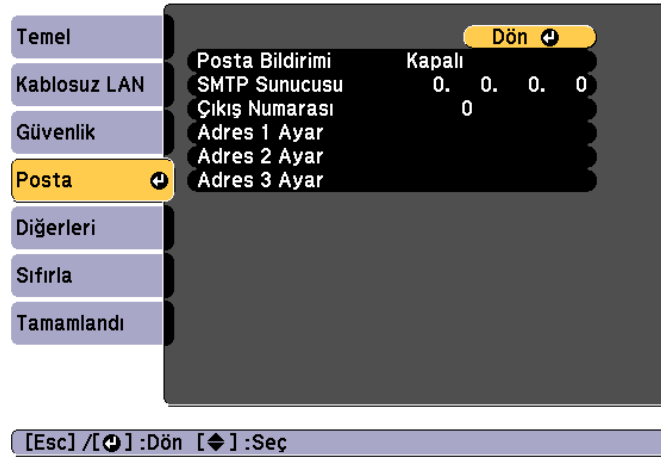 Temel
Kablosuz LAN
Güvenlik
Posta
Diğerleri
Sıfırla
Tamamlandı
Dön
Posta Bildirimi Kapalı
SMTP Sunucusu 0. 0. 0. 0
Çıkış Numarası 0
Adres 1 Ayar
Adres 2 Ayar
Adres 3 Ayar
[Esc] /[ ] :Dön [ ] :Seç